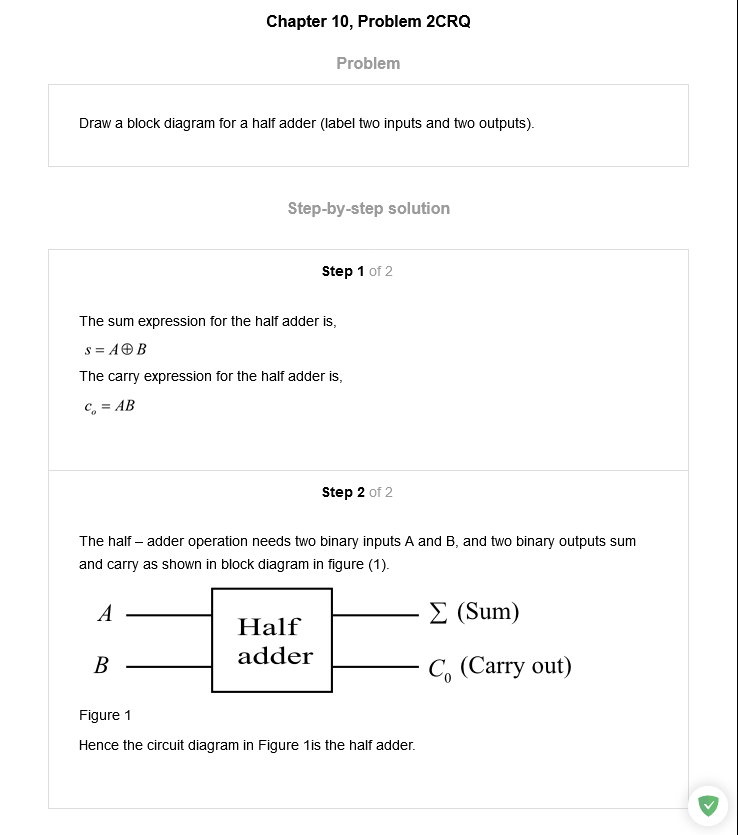 Chapter 10, Problem 2CRQ
Problem
Draw a block diagram for a half adder (label two inputs and two outputs).
Step-by-step solution
Step 1 of 2
The sum expression for the half adder is,
s = A⊕B
The carry expression for the half adder is,
cₒ = AB
Step 2 of 2
The half – adder operation needs two binary inputs A and B, and two binary outputs sum
and carry as shown in block diagram in figure (1).
A
Half
adder
Σ (Sum)
B
C₀ (Carry out)
Figure 1
Hence the circuit diagram in Figure 1is the half adder.